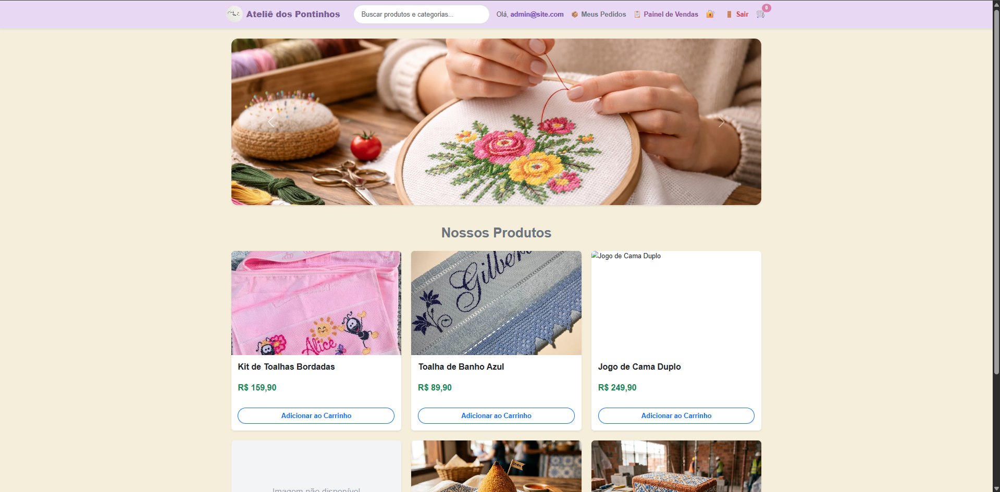 Ateliê dos Pontinhos
Buscar produtos e categorias...
Olá, admin@site.com
Meus Pedidos
Painel de Vendas
Sair
0
Nossos Produtos
Alice
Gilber
Jogo de Cama Duplo
Kit de Toalhas Bordadas
Toalha de Banho Azul
Jogo de Cama Duplo
R$ 159,90
R$ 89,90
R$ 249,90
Adicionar ao Carrinho
Adicionar ao Carrinho
Adicionar ao Carrinho
Imagem não disponível